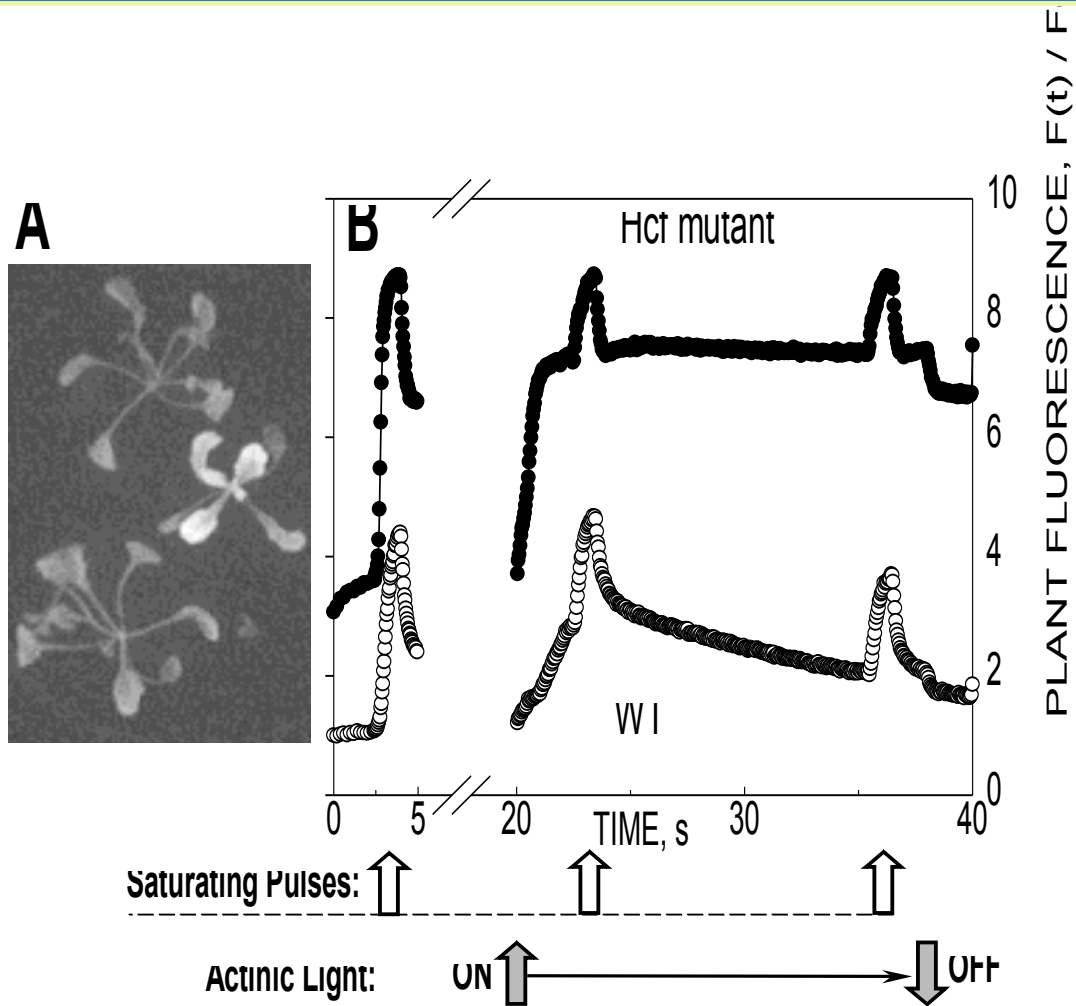 A
B
Hcf mutant
WT
10
8
6
4
2
0
PLANT FLUORESCENCE, F(t) / F
0 5 20 30 40
TIME, s
Saturating Pulses:
Actinic Light: ON OFF